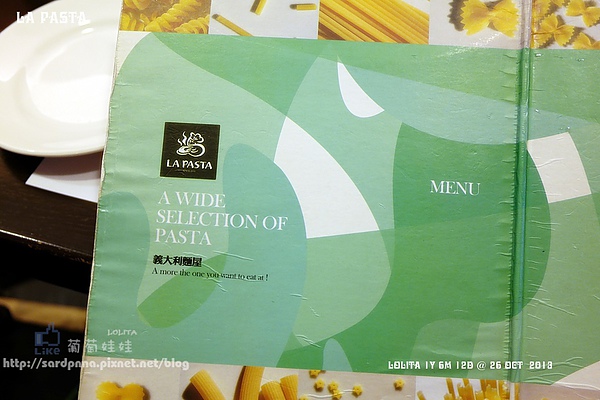 LA PASTA
LA PASTA
A WIDE
SELECTION OF
PASTA
義大利麵屋
A more the one you want to eat at !
MENU
LOLITA
LIKE 葡萄娃娃
http://sardpnna.pixnet.net/blog
LOLITA 1Y 6M 12D @ 26 OCT 2013